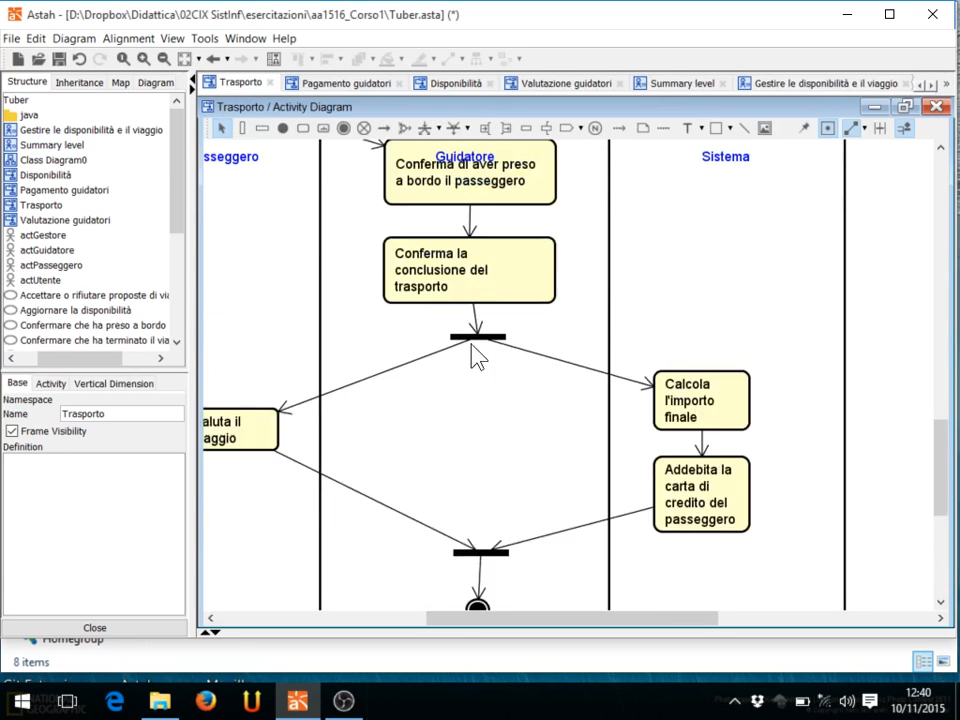 Astah - [D:\Dropbox\Didattica\02CIX SistInf\esercitazioni\aa1516_Corso1\Tuber.asta] (*)
File Edit Diagram Alignment View Tools Window Help
Structure Inheritance Map Diagram
Trasporto Pagamento guidatori Disponibilità Valutazione guidatori Summary level Gestire le disponibilità e il viaggio
Tuber
java
Gestire le disponibilità e il viaggio
Summary level
Class Diagram0
Disponibilità
Pagamento guidatori
Trasporto
Valutazione guidatori
actGestore
actGuidatore
actPasseggero
actUtente
Accettare o rifiutare proposte di via
Aggiornare la disponibilità
Confermare che ha preso a bordo
Confermare che ha terminato il via
Base Activity Vertical Dimension
Namespace
Name Trasporto
Frame Visibility
Definition
Close
Trasporto / Activity Diagram
sseggero
Guidatore
Sistema
Conferma di aver preso
a bordo il passeggero
Conferma la
conclusione del
trasporto
aluta il
aggio
Calcola
l'importo
finale
Addebita la
carta di
credito del
passeggero
Homegroup
8 items
12:40
10/11/2015